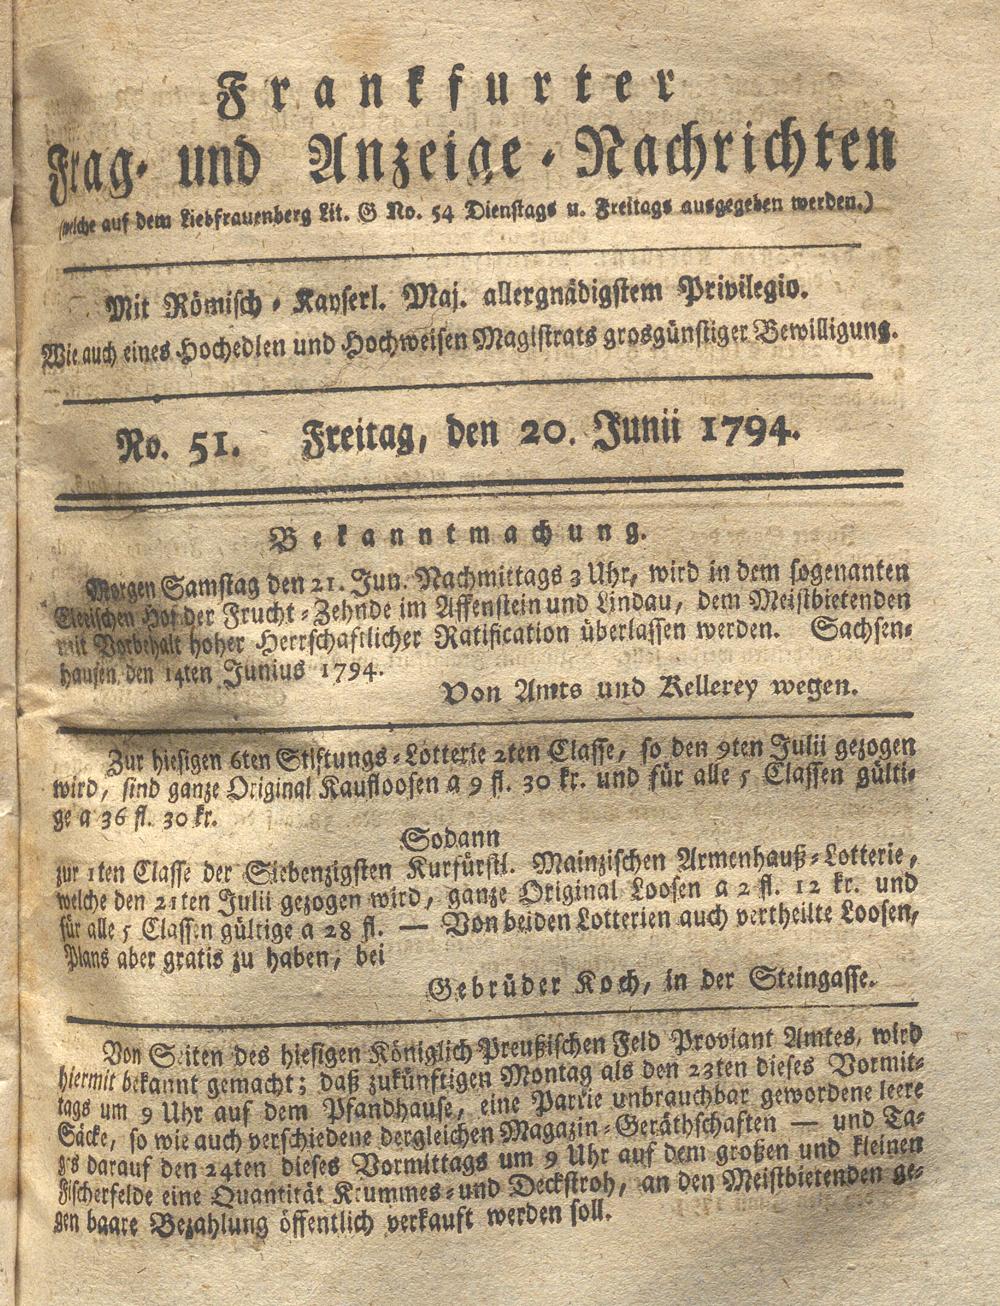 Frankfurter
Frag- und Anzeige-Nachrichten
(welche auf dem Liebfrauenberg Lit. G No. 54 Dienstags u. Freitags ausgegeben werden.)
Mit Römisch-Kayserl. Maj. allergnädigstem Privilegio.
Wie auch eines Hochedlen und Hochweisen Magistrats grosgünstiger Bewilligung.
No. 51. Freitag, den 20. Junii 1794.
Bekanntmachung.
Morgen Samstag den 21. Jun. Nachmittags 3 Uhr, wird in dem sogenanten
Cleeischen Hof der Frucht-Zehnde im Affenstein und Lindau, dem Meistbietenden
mit Vorbehalt hoher Herrschaftlicher Ratification überlassen werden. Sachsen-
hausen den 14ten Junius 1794.
Von Amts und Kellerey wegen.
Zur hiesigen 6ten Stiftungs-Lotterie 2ten Classe, so den 9ten Julii gezogen
wird, sind ganze Original Kaufloosen a 9 fl. 30 kr. und für alle 5 Classen gülti-
ge a 36 fl. 30 kr.
Sodann
zur 1ten Classe der Siebenzigsten Kurfürstl. Mainzischen Armenhauß-Lotterie,
welche den 21ten Julii gezogen wird, ganze Original Loosen a 2 fl. 12 kr. und
für alle 5 Classen gültige a 28 fl. — Von beiden Lotterien auch vertheilte Loosen,
Plans aber gratis zu haben, bei
Gebrüder Koch, in der Steingasse.
Von Seiten des hiesigen Königlich Preußischen Feld Proviant Amtes, wird
hiermit bekannt gemacht; daß zukünftigen Montag als den 23ten dieses Vormit-
tags um 9 Uhr auf dem Pfandhause, eine Partie unbrauchbar gewordene leere
Säcke, so wie auch verschiedene dergleichen Magazin-Geräthschaften — und Ta-
gs darauf den 24ten dieses Vormittags um 9 Uhr auf dem großen und kleinen
Fischerfelde eine Quantität Krummes- und Deckstroh, an den Meistbietenden ge-
gen baare Bezahlung öffentlich verkauft werden soll.